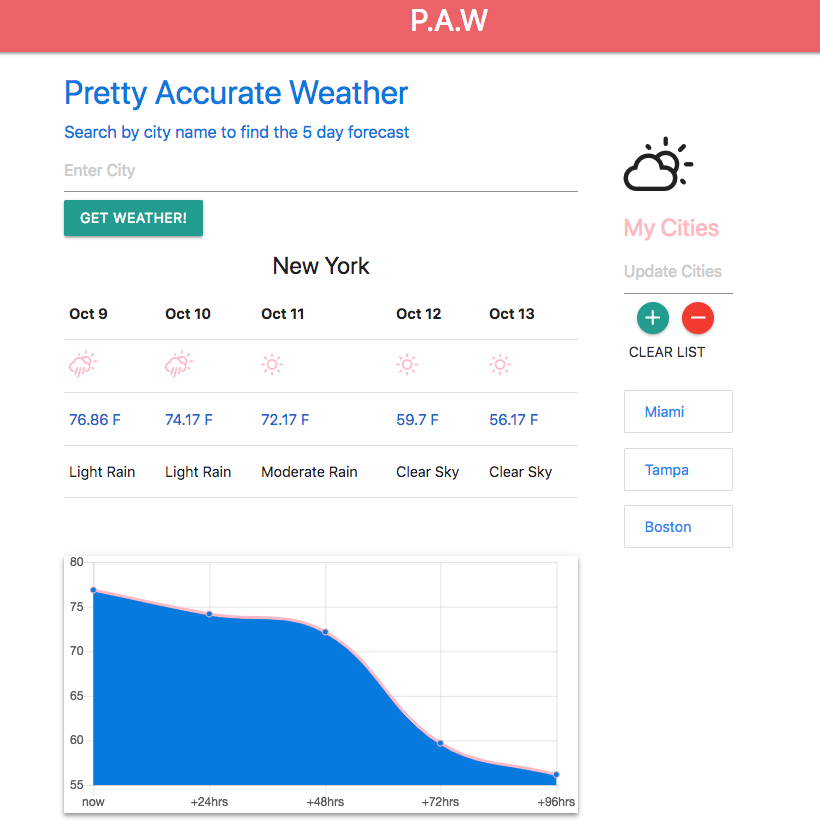 P.A.W
Pretty Accurate Weather
Search by city name to find the 5 day forecast
Enter City
GET WEATHER!
New York
Oct 9 Oct 10 Oct 11 Oct 12 Oct 13
76.86 F 74.17 F 72.17 F 59.7 F 56.17 F
Light Rain Light Rain Moderate Rain Clear Sky Clear Sky
80
75
70
65
60
55
now +24hrs +48hrs +72hrs +96hrs
My Cities
Update Cities
CLEAR LIST
Miami
Tampa
Boston